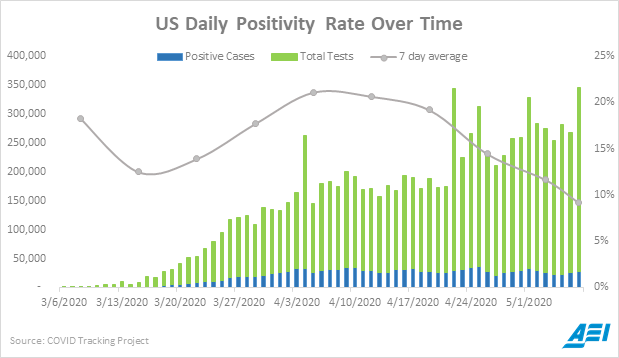 US Daily Positivity Rate Over Time
Positive Cases Total Tests 7 day average
400,000 25%
350,000
300,000 20%
250,000
200,000 15%
150,000 10%
100,000
50,000 5%
- 0%
3/6/2020 3/13/2020 3/20/2020 3/27/2020 4/3/2020 4/10/2020 4/17/2020 4/24/2020 5/1/2020
Source: COVID Tracking Project
AEI